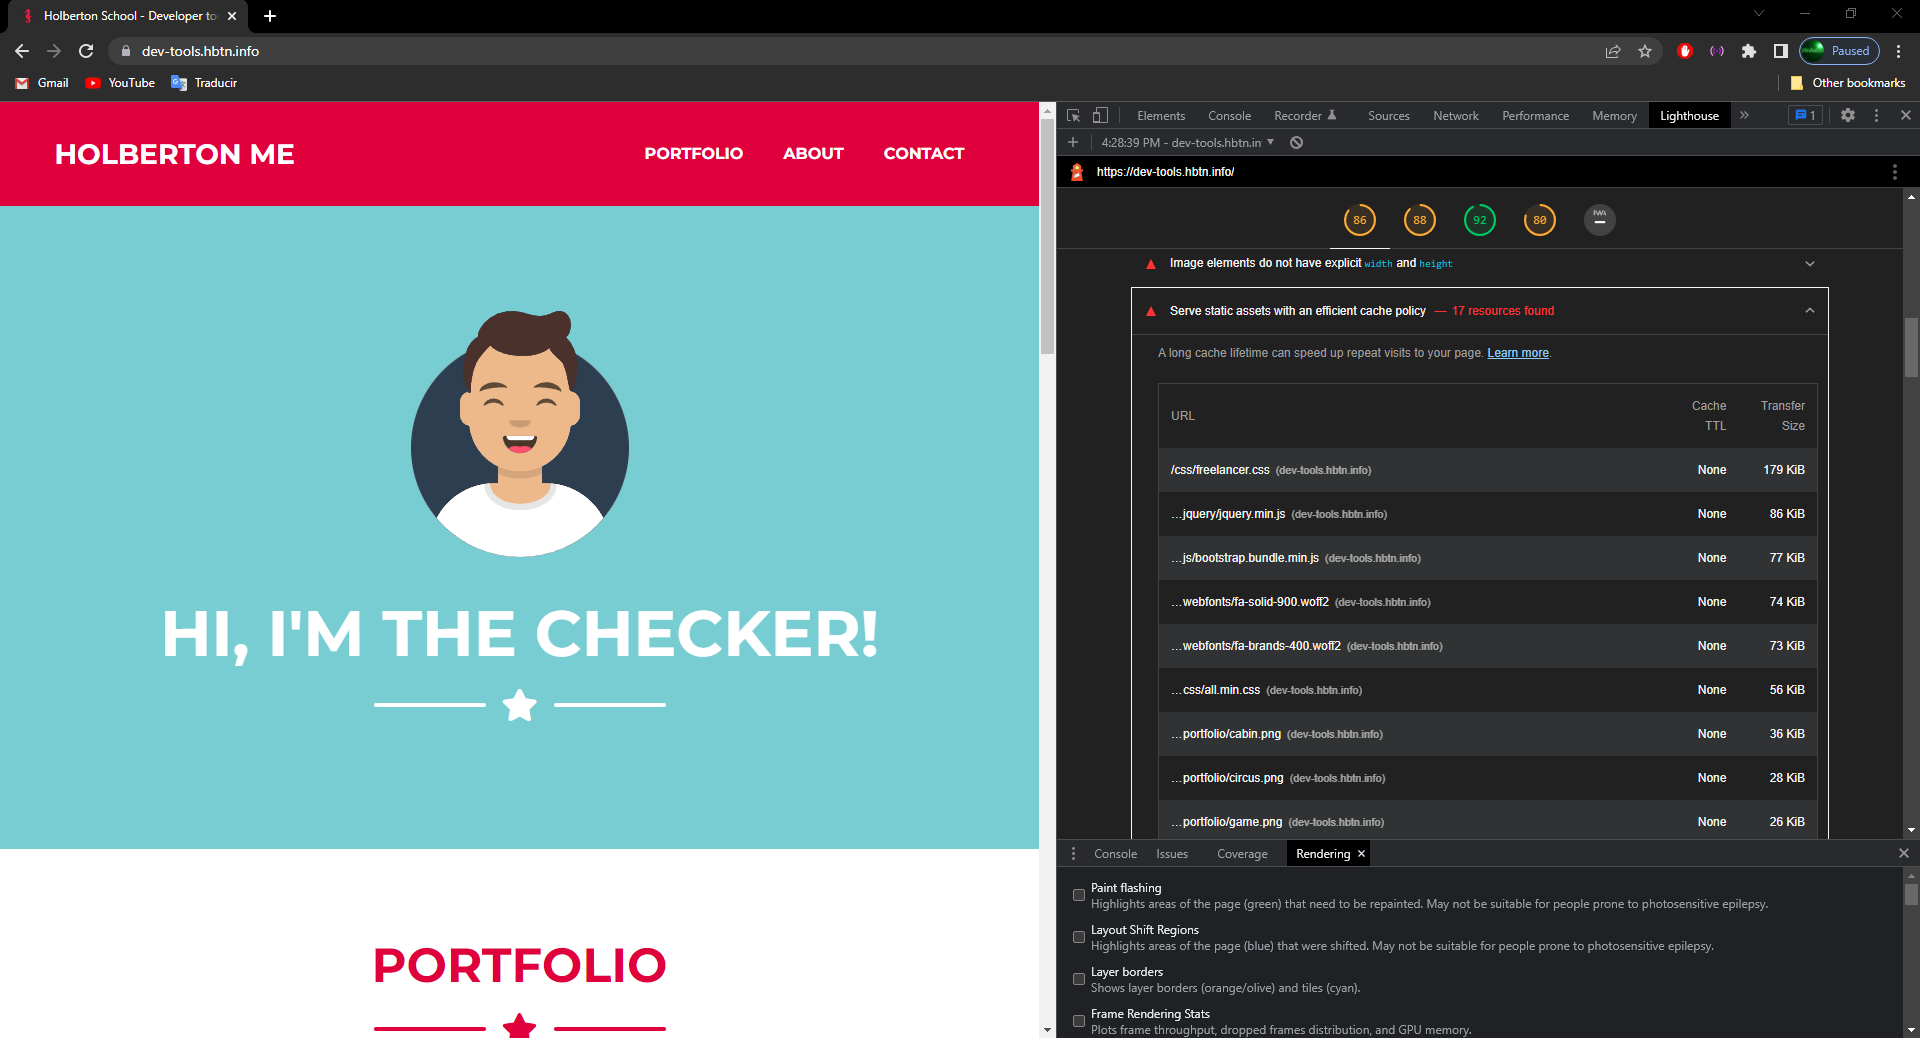 Holberton School - Developer to
dev-tools.hbtn.info
Paused
Gmail
YouTube
Traducir
Other bookmarks
HOLBERTON ME
PORTFOLIO
ABOUT
CONTACT
HI, I'M THE CHECKER!
PORTFOLIO
Elements
Console
Recorder
Sources
Network
Performance
Memory
Lighthouse
1
4:28:39 PM - dev-tools.hbtn.in
https://dev-tools.hbtn.info/
86
88
92
80
PWA
Image elements do not have explicit width and height
Serve static assets with an efficient cache policy — 17 resources found
A long cache lifetime can speed up repeat visits to your page. Learn more.
URL
Cache TTL
Transfer Size
/css/freelancer.css (dev-tools.hbtn.info) None 179 KiB
…jquery/jquery.min.js (dev-tools.hbtn.info) None 86 KiB
…js/bootstrap.bundle.min.js (dev-tools.hbtn.info) None 77 KiB
…webfonts/fa-solid-900.woff2 (dev-tools.hbtn.info) None 74 KiB
…webfonts/fa-brands-400.woff2 (dev-tools.hbtn.info) None 73 KiB
…css/all.min.css (dev-tools.hbtn.info) None 56 KiB
…portfolio/cabin.png (dev-tools.hbtn.info) None 36 KiB
…portfolio/circus.png (dev-tools.hbtn.info) None 28 KiB
…portfolio/game.png (dev-tools.hbtn.info) None 26 KiB
Console
Issues
Coverage
Rendering
Paint flashing
Highlights areas of the page (green) that need to be repainted. May not be suitable for people prone to photosensitive epilepsy.
Layout Shift Regions
Highlights areas of the page (blue) that were shifted. May not be suitable for people prone to photosensitive epilepsy.
Layer borders
Shows layer borders (orange/olive) and tiles (cyan).
Frame Rendering Stats
Plots frame throughput, dropped frames distribution, and GPU memory.